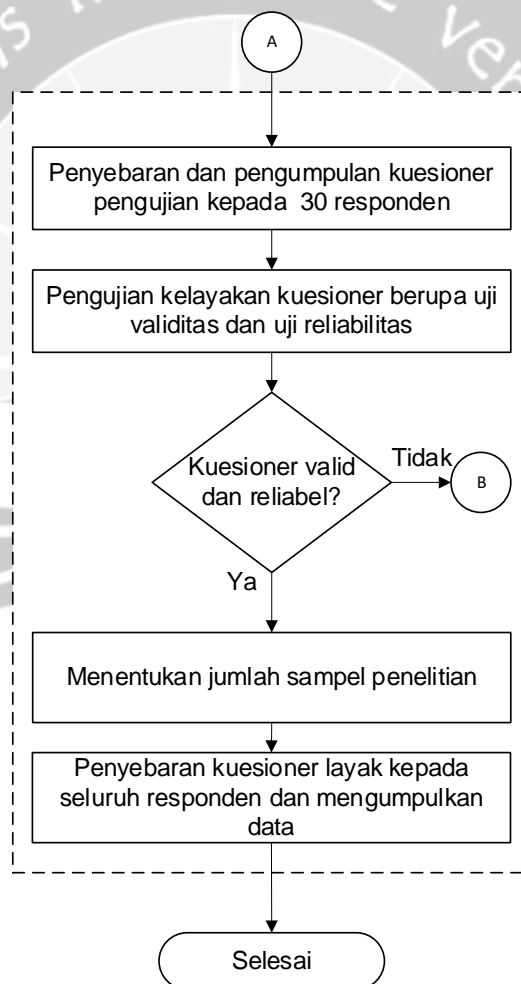 A
Penyebaran dan pengumpulan kuesioner
pengujian kepada 30 responden
Pengujian kelayakan kuesioner berupa uji
validitas dan uji reliabilitas
Kuesioner valid
dan reliabel?
Tidak
B
Ya
Menentukan jumlah sampel penelitian
Penyebaran kuesioner layak kepada
seluruh responden dan mengumpulkan
data
Selesai